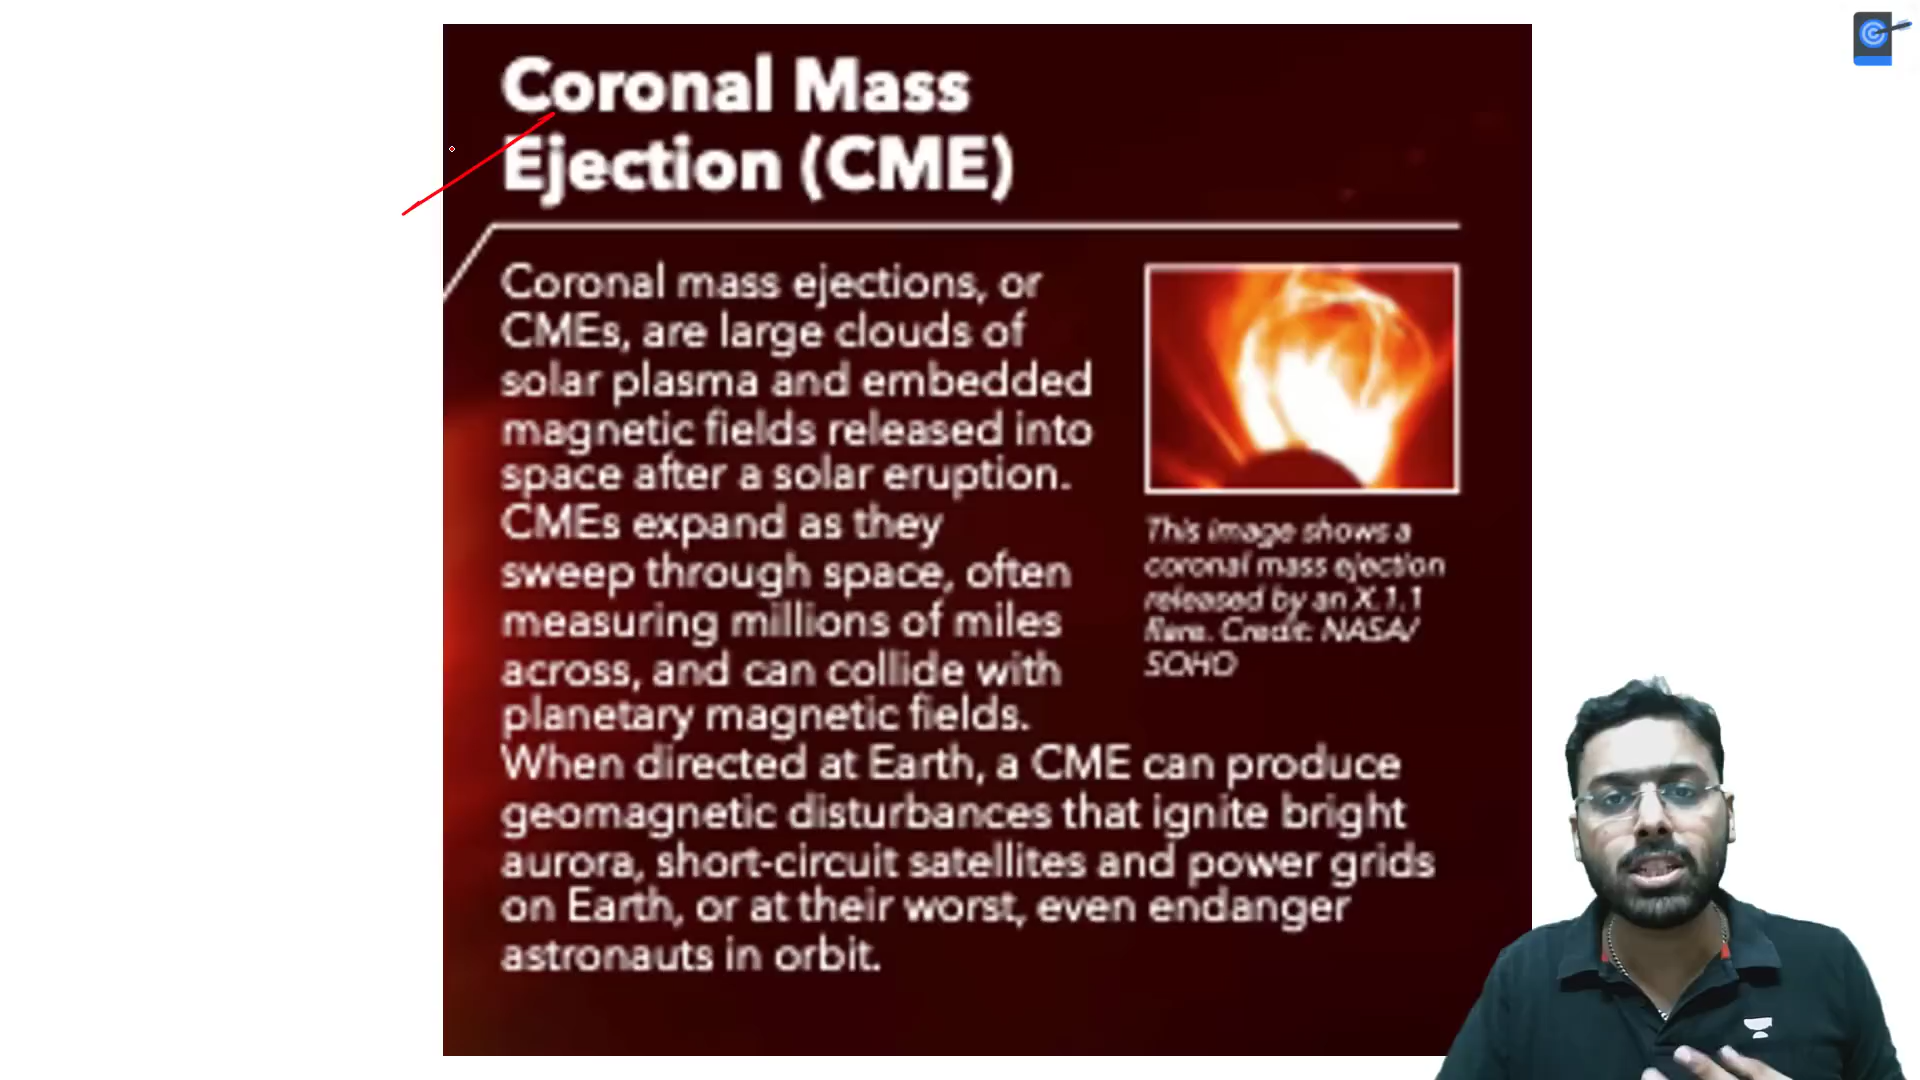 Coronal Mass
Ejection (CME)
Coronal mass ejections, or
CMEs, are large clouds of
solar plasma and embedded
magnetic fields released into
space after a solar eruption.
CMEs expand as they
sweep through space, often
measuring millions of miles
across, and can collide with
planetary magnetic fields.
When directed at Earth, a CME can produce
geomagnetic disturbances that ignite bright
aurora, short-circuit satellites and power grids
on Earth, or at their worst, even endanger
astronauts in orbit.
This image shows a
coronal mass ejection
released by an X.1.1
flare. Credit: NASA/
SOHO